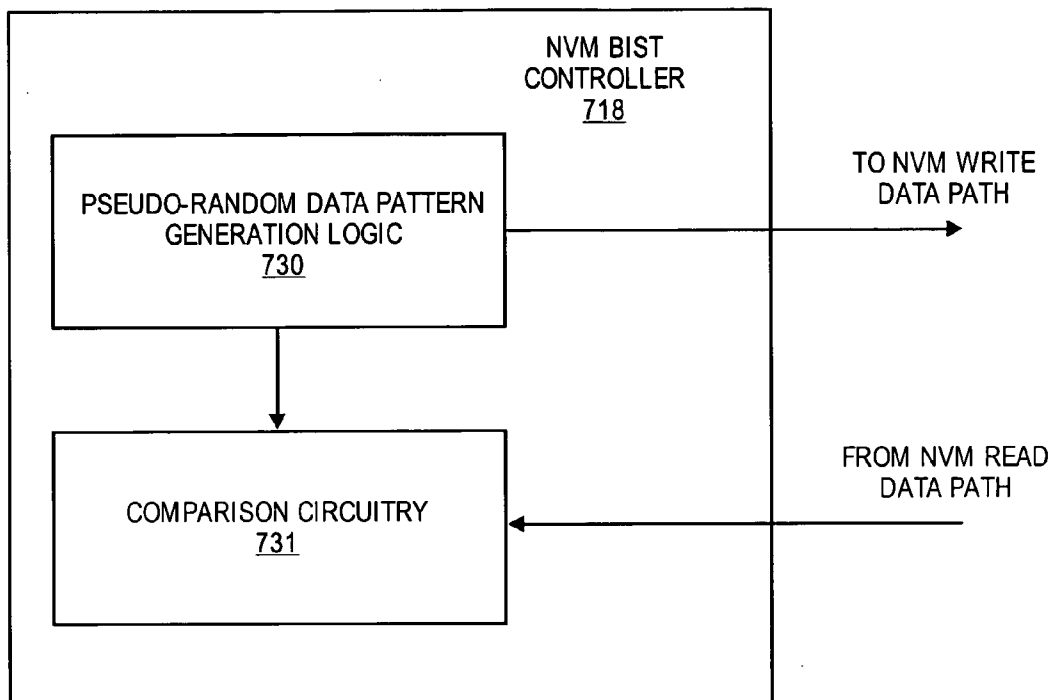 NVM BIST
CONTROLLER
718
PSEUDO-RANDOM DATA PATTERN
GENERATION LOGIC
730
TO NVM WRITE
DATA PATH
COMPARISON CIRCUITRY
731
FROM NVM READ
DATA PATH